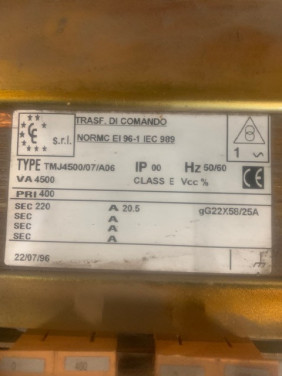 CE s.r.l.
TRASF. DI COMANDO
NORMC EI 96-1 IEC 989
1 ~
TYPE TMJ4500/07/A06 IP 00 Hz 50/60
VA 4500 CLASS E Vcc %
CE
PRI 400
SEC 220 A 20.5 gG22X58/25A
SEC A
SEC A
SEC A
22/07/96